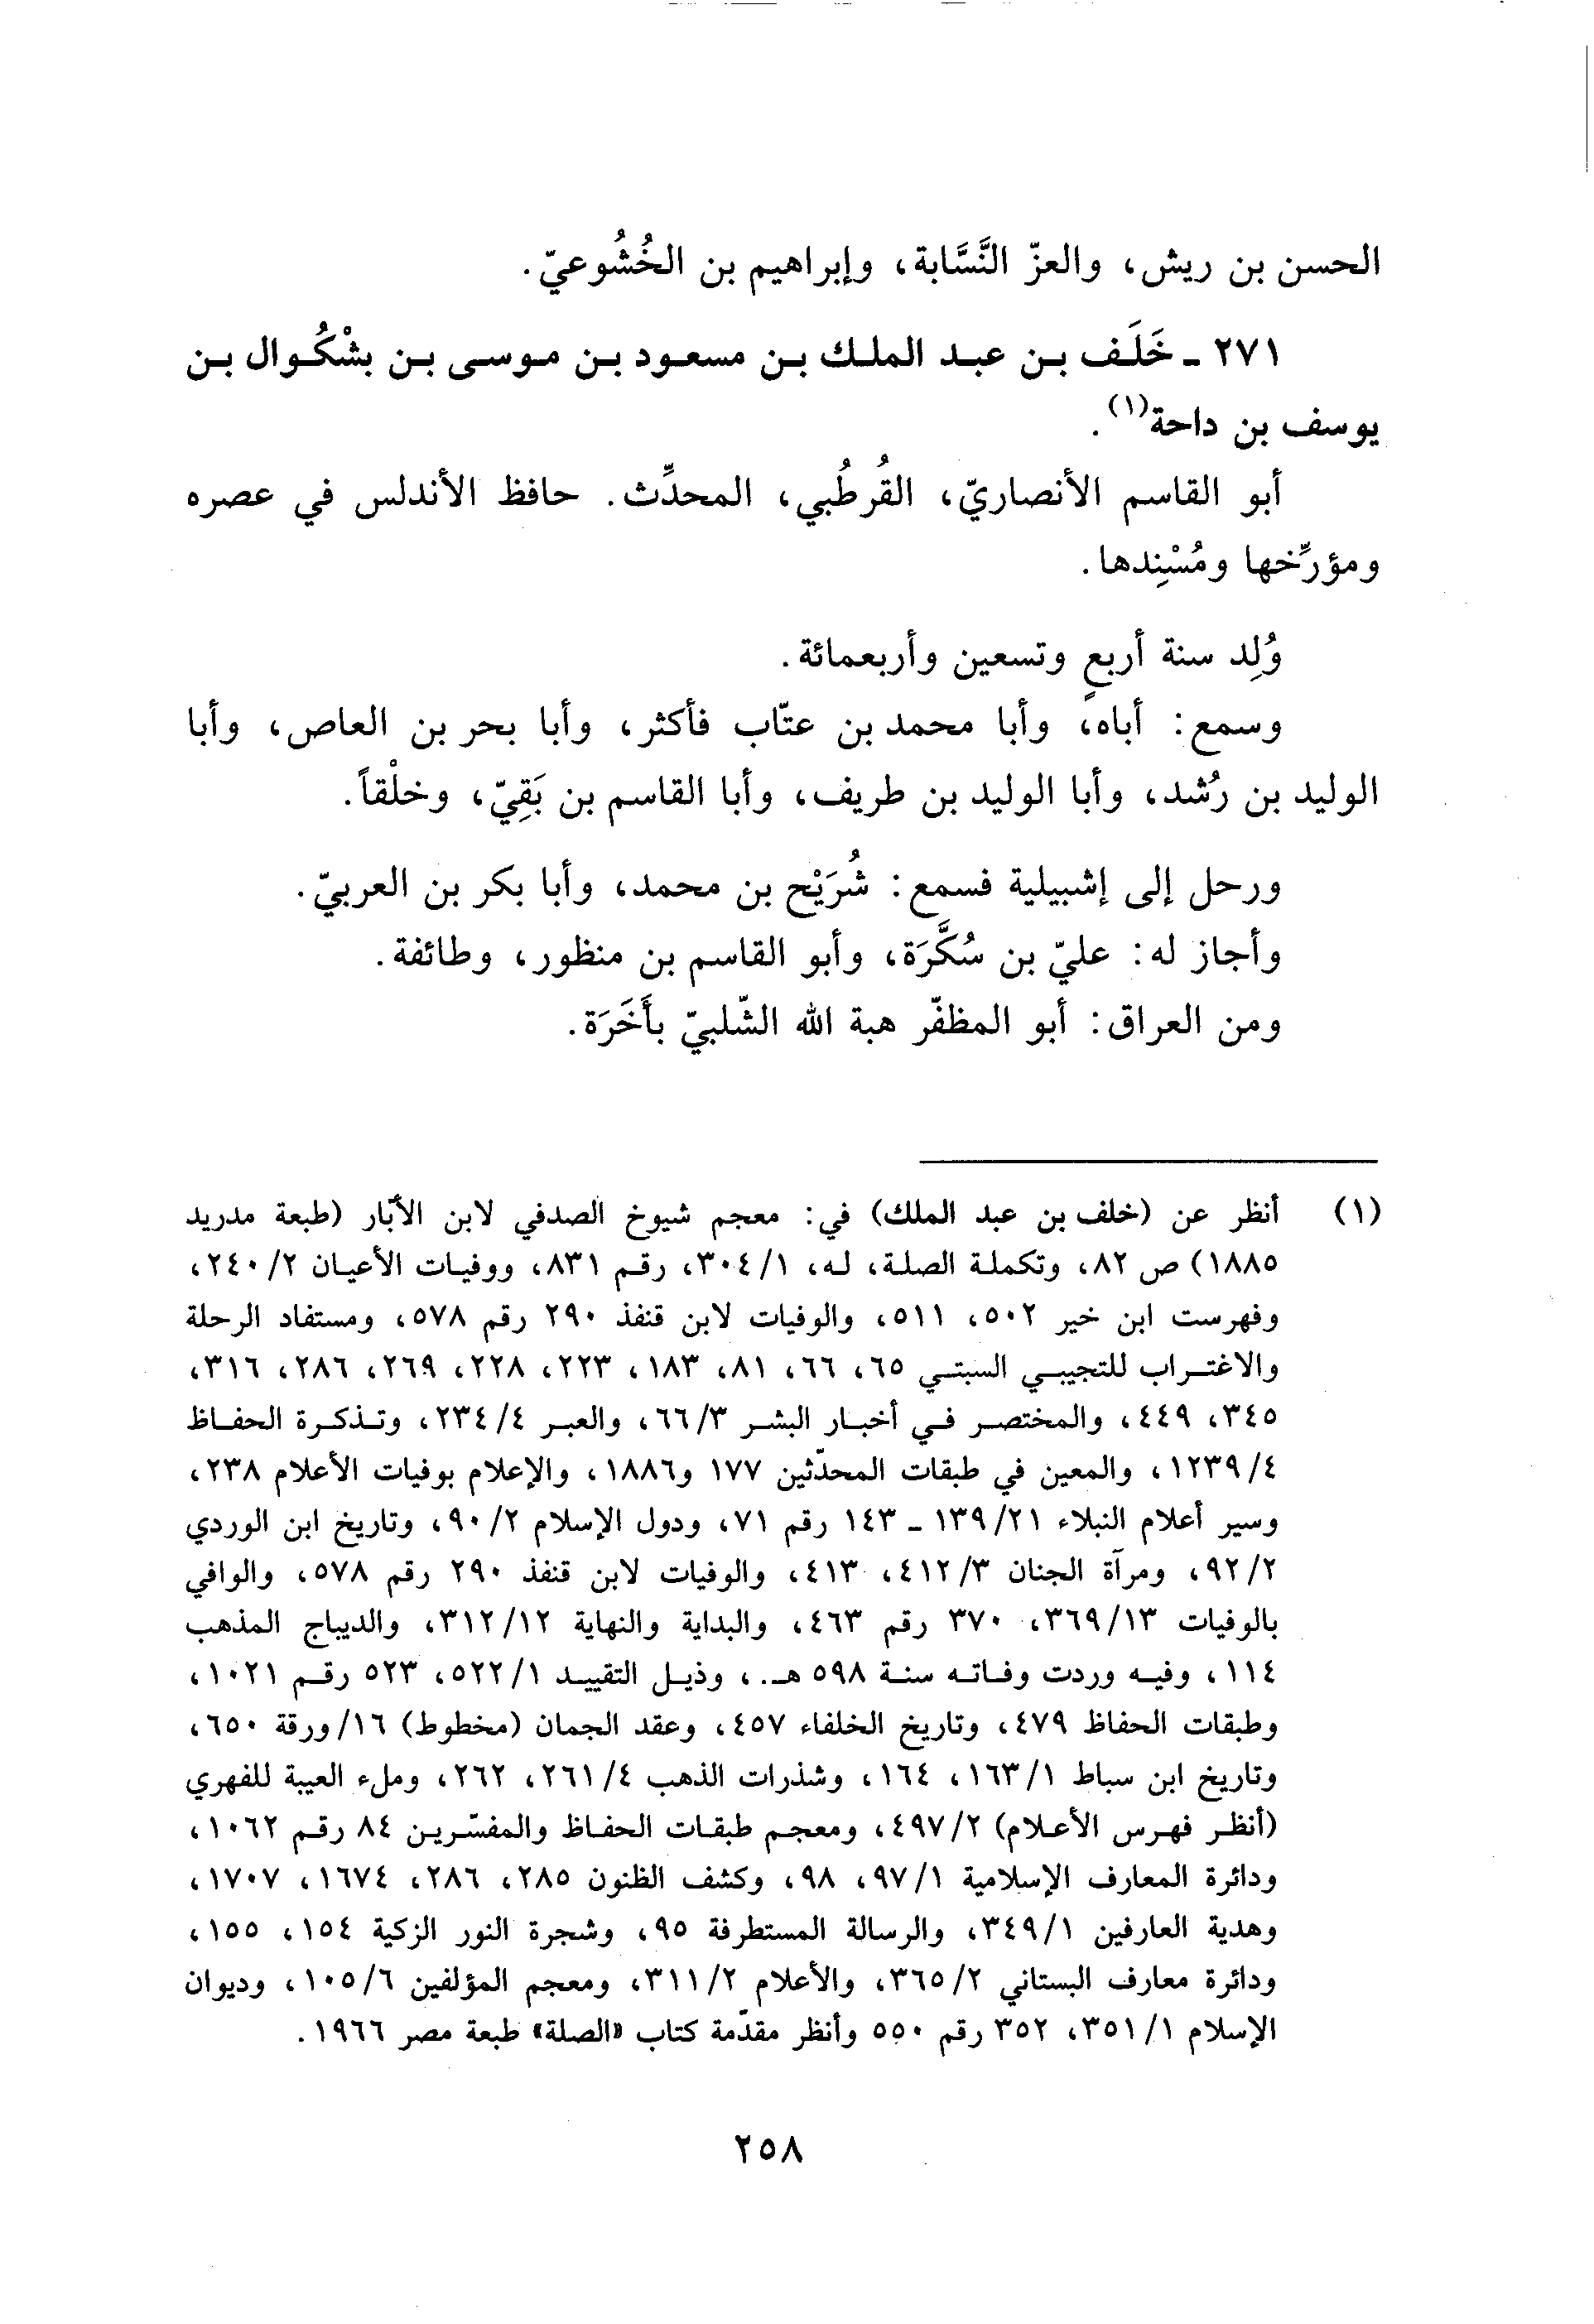 الحسن بن ريش، والعزّ النَّسَّابة، وإبراهيم بن الخُشُوعيّ.
٢٧١ ـ خَلَف بن عبد الملك بن مسعود بن موسى بن بشْكُوال بن
يوسف بن داحة(١).
أبو القاسم الأنصاريّ، القُرطُبي، المحدِّث. حافظ الأندلس في عصره
ومؤرِّخها ومُسْنِدها.
وُلِد سنة أربعٍ وتسعين وأربعمائة.
وسمع: أباه، وأبا محمد بن عتّاب فأكثر، وأبا بحر بن العاص، وأبا
الوليد بن رُشد، وأبا الوليد بن طريف، وأبا القاسم بن بَقِيّ، وخلْقاً.
ورحل إلى إشبيلية فسمع: شُرَيْح بن محمد، وأبا بكر بن العربيّ.
وأجاز له: عليّ بن سُكَّرَة، وأبو القاسم بن منظور، وطائفة.
ومن العراق: أبو المظفّر هبة الله الشّلبيّ بأَخَرَة.
(١) أنظر عن (خلف بن عبد الملك) في: معجم شيوخ الصدفي لابن الأبّار (طبعة مدريد
١٨٨٥) ص ٨٢، وتكملة الصلة، له، ٣٠٤/١، رقم ٨٣١، ووفيات الأعيان ٢٤٠/٢،
وفهرست ابن خير ٥٠٢، ٥١١، والوفيات لابن قنفذ ٢٩٠ رقم ٥٧٨، ومستفاد الرحلة
والاغتراب للتجيبي السبتي ٦٥، ٦٦، ٨١، ١٨٣، ٢٢٣، ٢٢٨، ٢٦٩، ٢٨٦، ٣١٦،
٣٤٥، ٤٤٩، والمختصر في أخبار البشر ٦٦/٣، والعبر ٢٣٤/٤، وتذكرة الحفاظ
١٢٣٩/٤، والمعين في طبقات المحدّثين ١٧٧ و١٨٨٦، والإعلام بوفيات الأعلام ٢٣٨،
وسير أعلام النبلاء ١٣٩/٢١ ـ ١٤٣ رقم ٧١، ودول الإسلام ٩٠/٢، وتاريخ ابن الوردي
٩٢/٢، ومرآة الجنان ٤١٢/٣، ٤١٣، والوفيات لابن قنفذ ٢٩٠ رقم ٥٧٨، والوافي
بالوفيات ٣٦٩/١٣، ٣٧٠ رقم ٤٦٣، والبداية والنهاية ٣١٢/١٢، والديباج المذهب
١١٤، وفيه وردت وفاته سنة ٥٩٨ هـ..، وذيل التقييد ٥٢٢/١، ٥٢٣ رقم ١٠٢١،
وطبقات الحفاظ ٤٧٩، وتاريخ الخلفاء ٤٥٧، وعقد الجمان (مخطوط) ١٦/ورقة ٦٥٠،
وتاريخ ابن سباط ١٦٣/١، ١٦٤، وشذرات الذهب ٢٦١/٤، ٢٦٢، وملء العيبة للفهري
(أنظر فهرس الأعلام) ٤٩٧/٢، ومعجم طبقات الحفاظ والمفسّرين ٨٤ رقم ١٠٦٢،
ودائرة المعارف الإسلامية ٩٧/١، ٩٨، وكشف الظنون ٢٨٥، ٢٨٦، ١٦٧٤، ١٧٠٧،
وهدية العارفين ٣٤٩/١، والرسالة المستطرفة ٩٥، وشجرة النور الزكية ١٥٤، ١٥٥،
ودائرة معارف البستاني ٣٦٥/٢، والأعلام ٣١١/٢، ومعجم المؤلفين ١٠٥/٦، وديوان
الإسلام ٣٥١/١، ٣٥٢ رقم ٥٥٠ وأنظر مقدّمة كتاب «الصلة» طبعة مصر ١٩٦٦.
٢٥٨